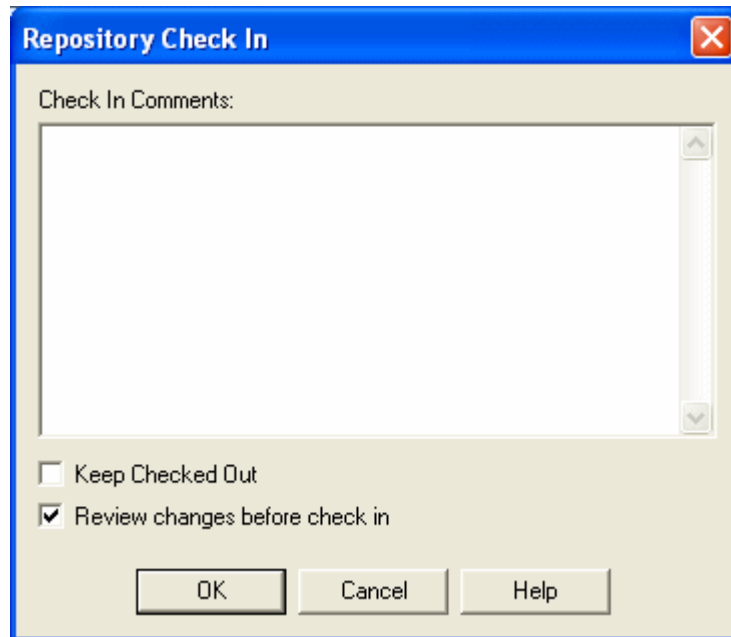 Repository Check In
Check In Comments:
Keep Checked Out
Review changes before check in
OK Cancel Help